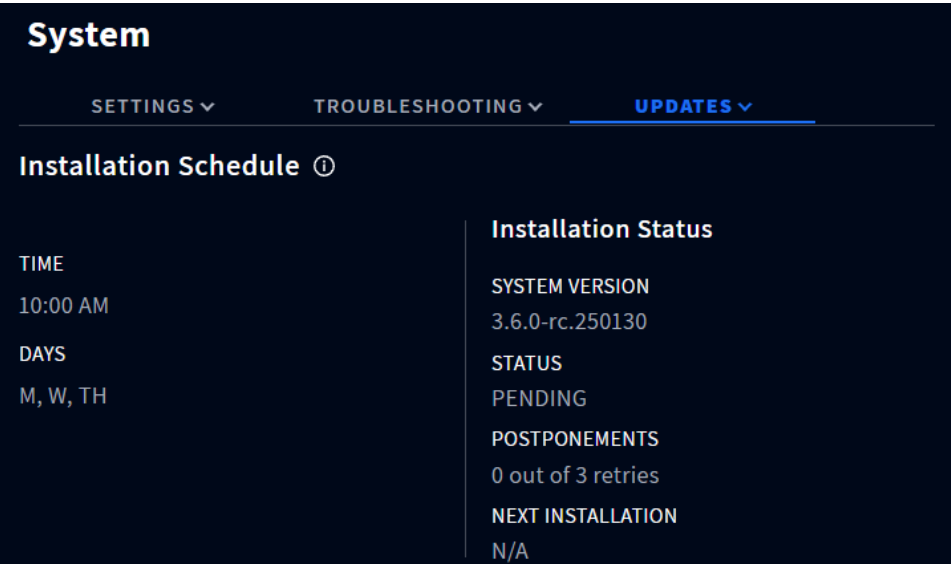 System
SETTINGS
TROUBLESHOOTING
UPDATES
Installation Schedule
TIME
10:00 AM
DAYS
M, W, TH
Installation Status
SYSTEM VERSION
3.6.0-rc.250130
STATUS
PENDING
POSTPONEMENTS
0 out of 3 retries
NEXT INSTALLATION
N/A